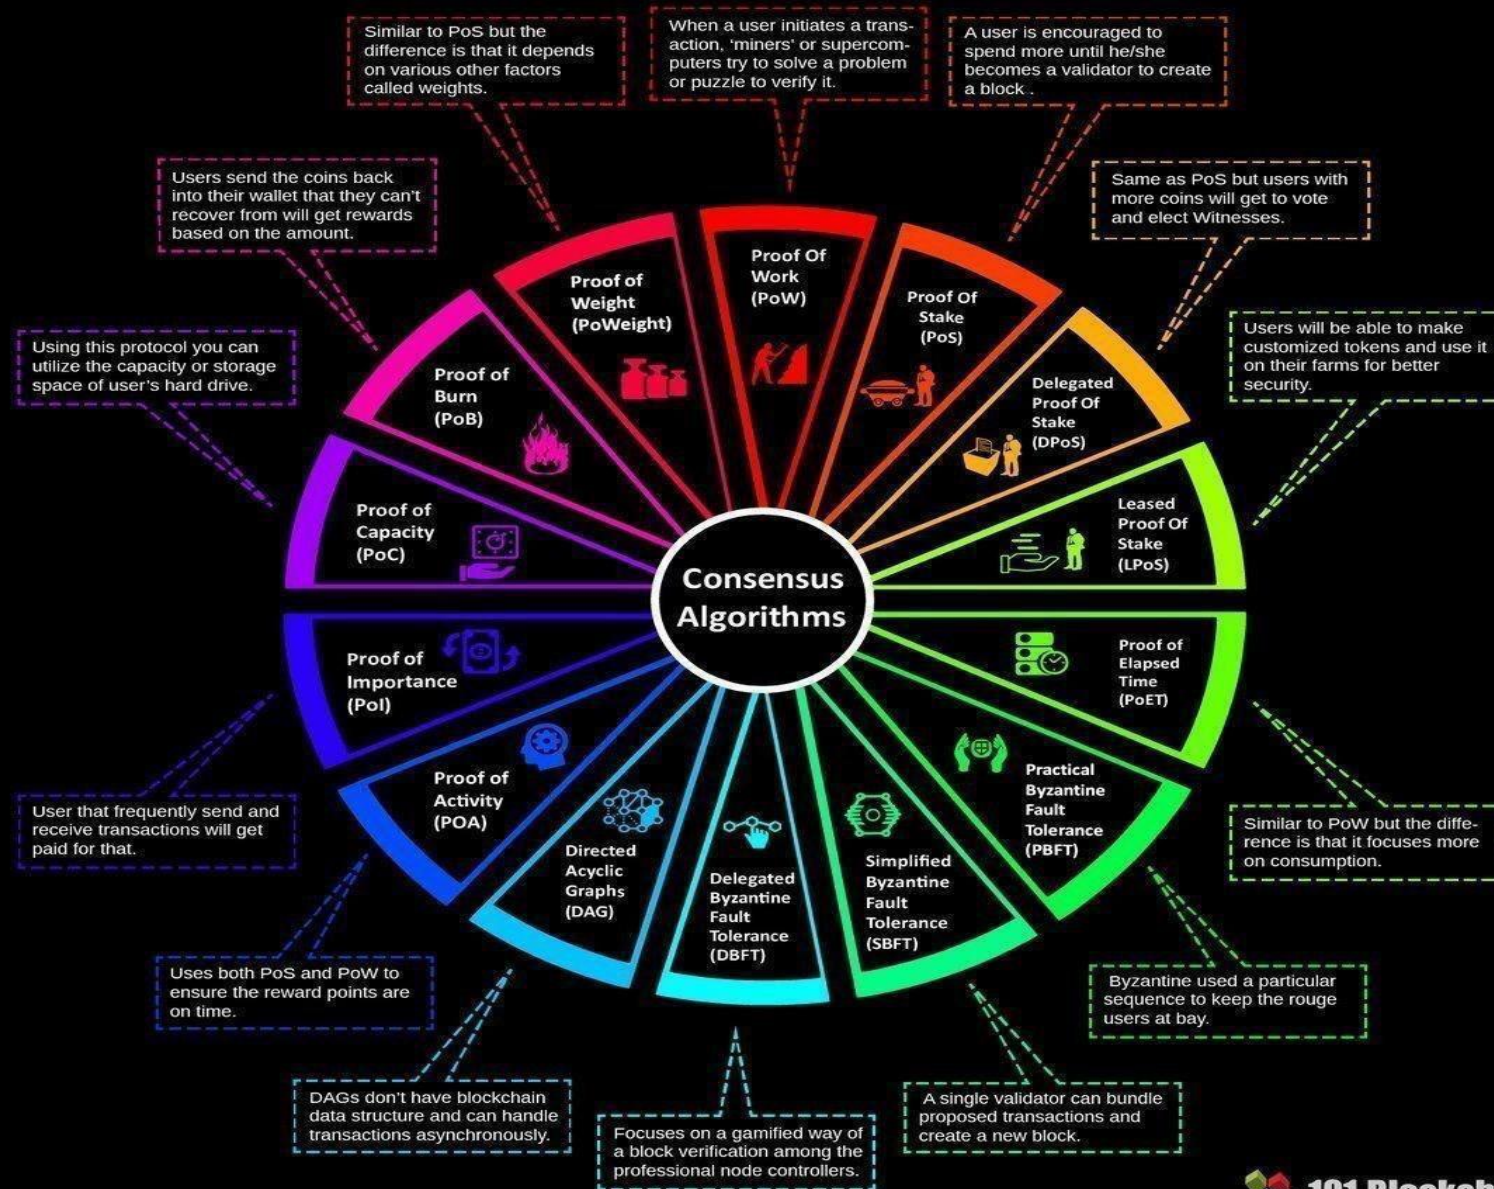 Similar to PoS but the
difference is that it depends
on various other factors
called weights.
When a user initiates a trans-
action, ‘miners’ or supercom-
puters try to solve a problem
or puzzle to verify it.
A user is encouraged to
spend more until he/she
becomes a validator to create
a block .
Users send the coins back
into their wallet that they can’t
recover from will get rewards
based on the amount.
Same as PoS but users with
more coins will get to vote
and elect Witnesses.
Using this protocol you can
utilize the capacity or storage
space of user’s hard drive.
Users will be able to make
customized tokens and use it
on their farms for better
security.
Proof of
Weight
(PoWeight)
Proof Of
Work
(PoW)
Proof Of
Stake
(PoS)
Proof of
Burn
(PoB)
Delegated
Proof Of
Stake
(DPoS)
Proof of
Capacity
(PoC)
Leased
Proof Of
Stake
(LPoS)
Consensus
Algorithms
Proof of
Importance
(PoI)
Proof of
Elapsed
Time
(PoET)
Proof of
Activity
(POA)
Practical
Byzantine
Fault
Tolerance
(PBFT)
Directed
Acyclic
Graphs
(DAG)
Delegated
Byzantine
Fault
Tolerance
(DBFT)
Simplified
Byzantine
Fault
Tolerance
(SBFT)
User that frequently send and
receive transactions will get
paid for that.
Similar to PoW but the diffe-
rence is that it focuses more
on consumption.
Uses both PoS and PoW to
ensure the reward points are
on time.
Byzantine used a particular
sequence to keep the rouge
users at bay.
DAGs don’t have blockchain
data structure and can handle
transactions asynchronously.
Focuses on a gamified way of
a block verification among the
professional node controllers.
A single validator can bundle
proposed transactions and
create a new block.
101